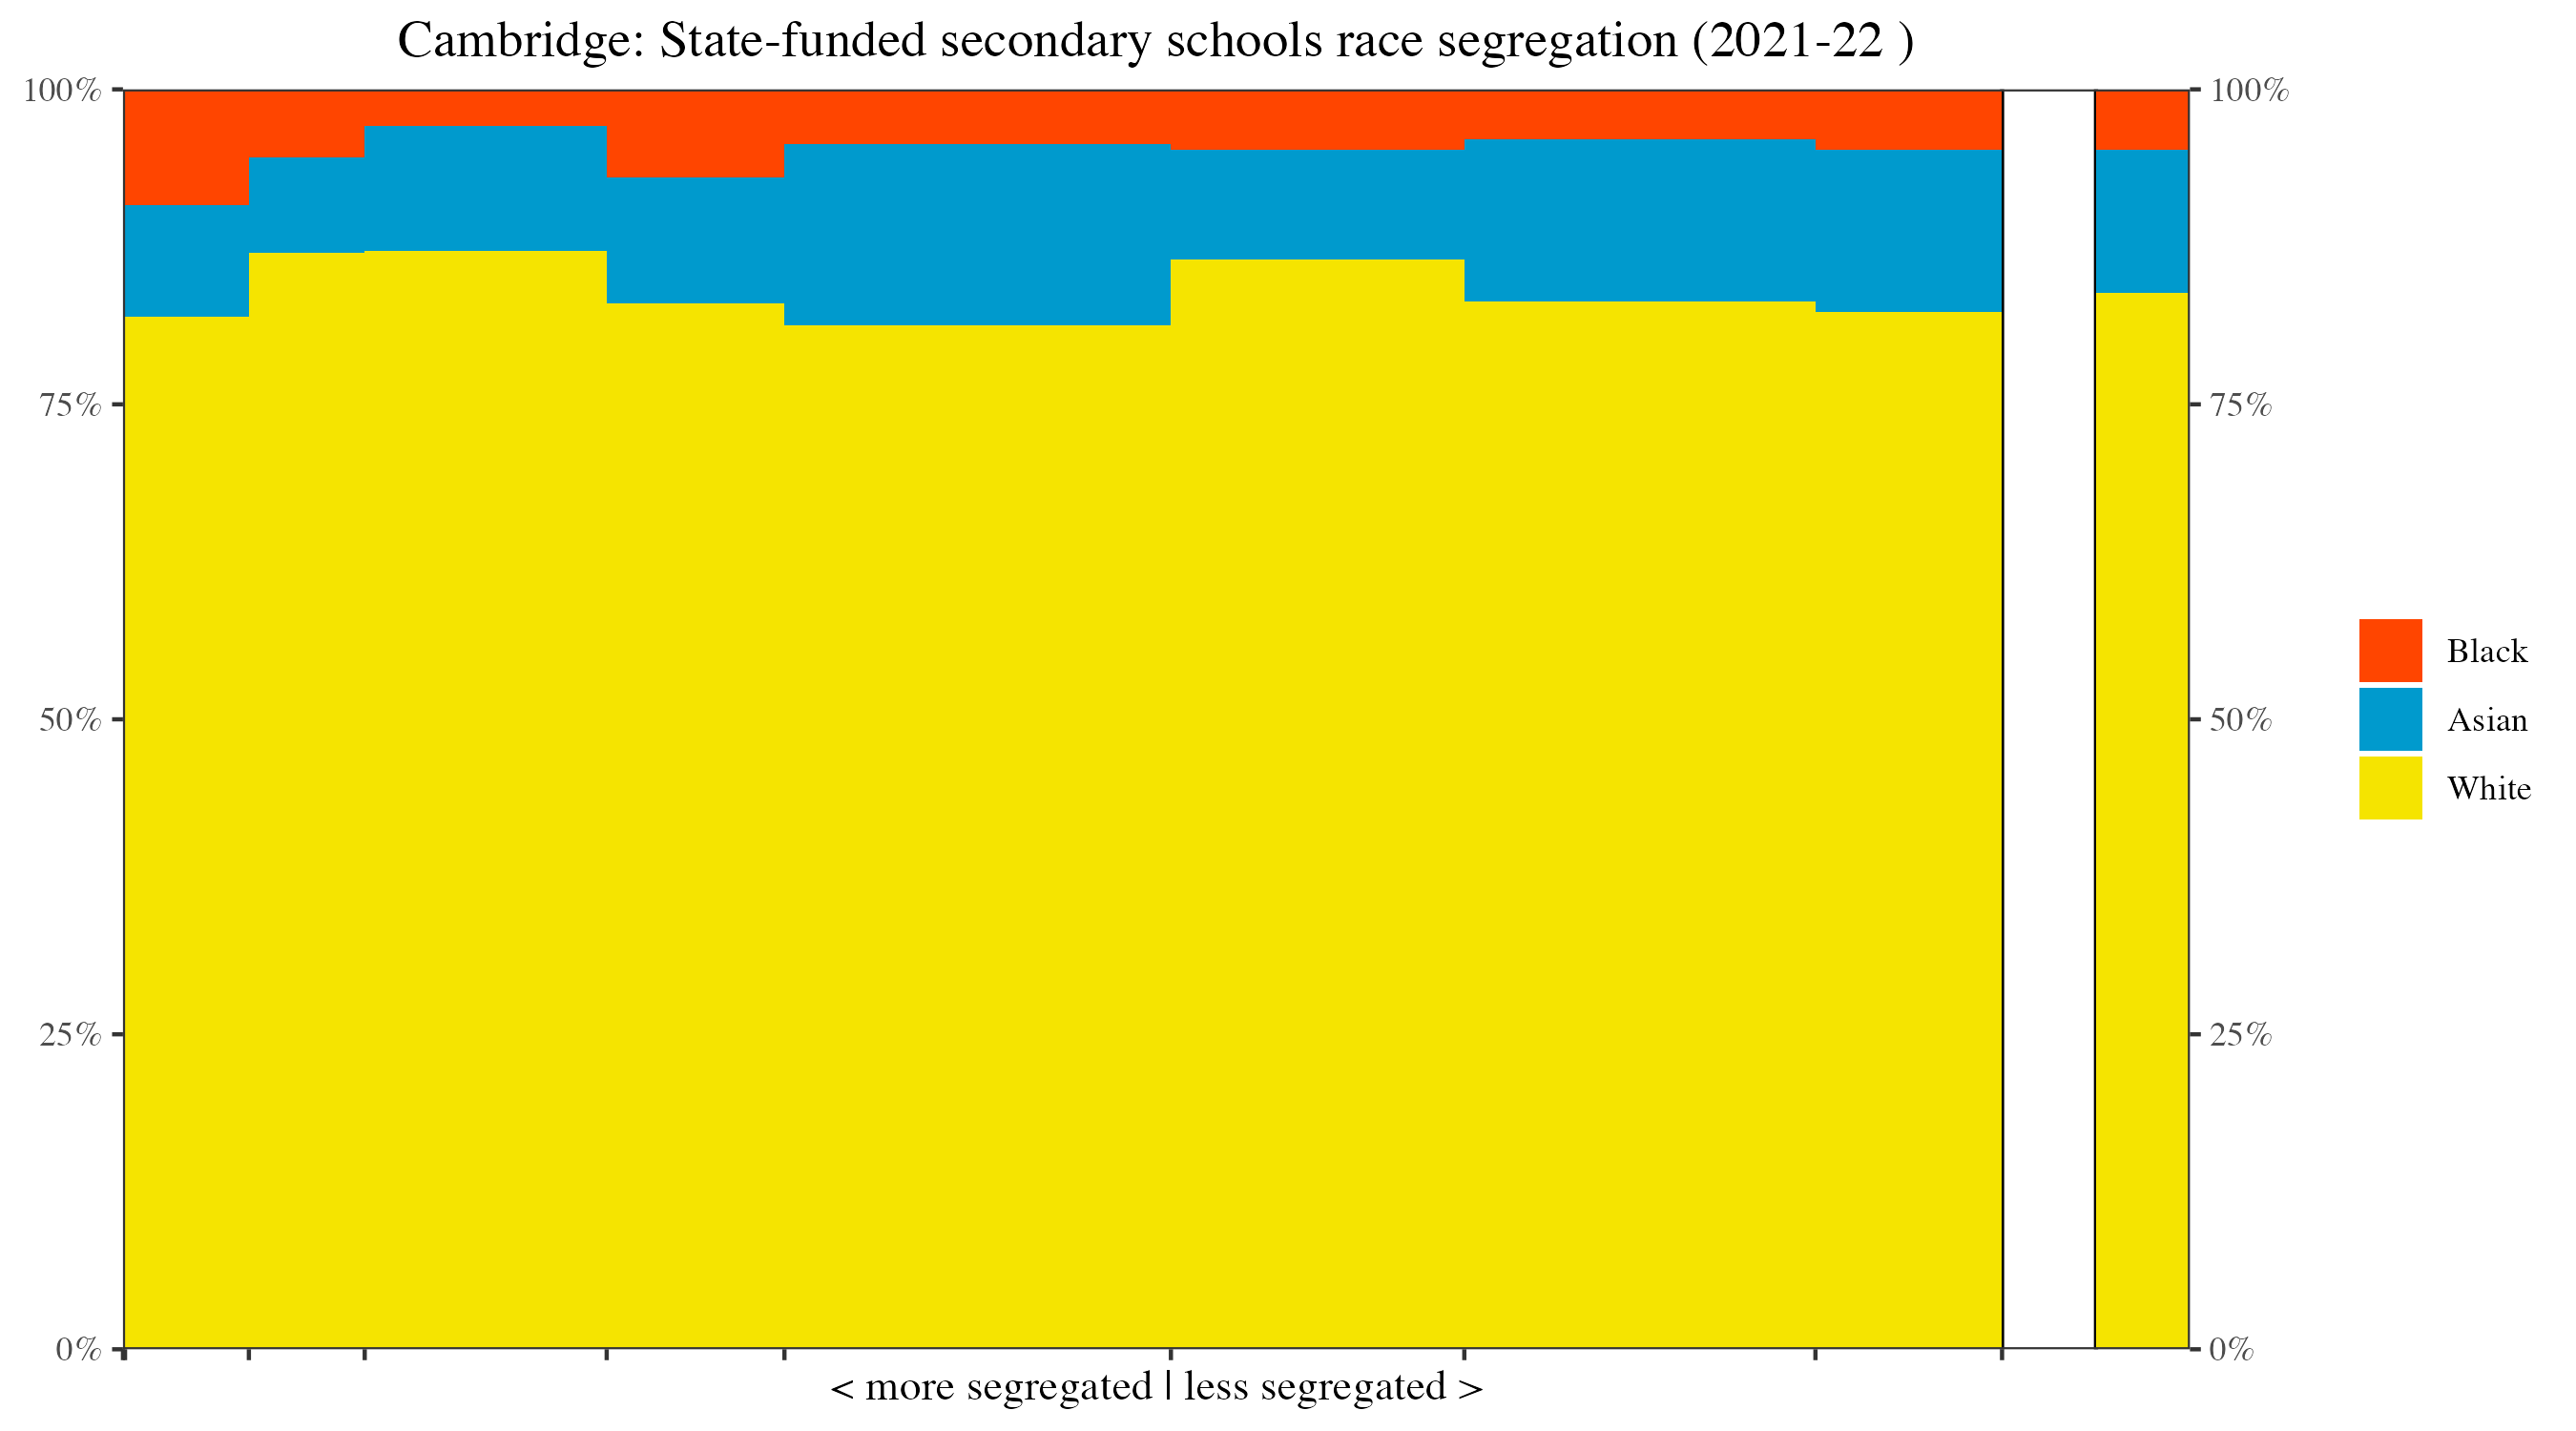 Cambridge: State-funded secondary schools race segregation (2021-22 )
100%
75%
50%
25%
0%
100%
75%
50%
25%
0%
Black
Asian
White
< more segregated | less segregated >